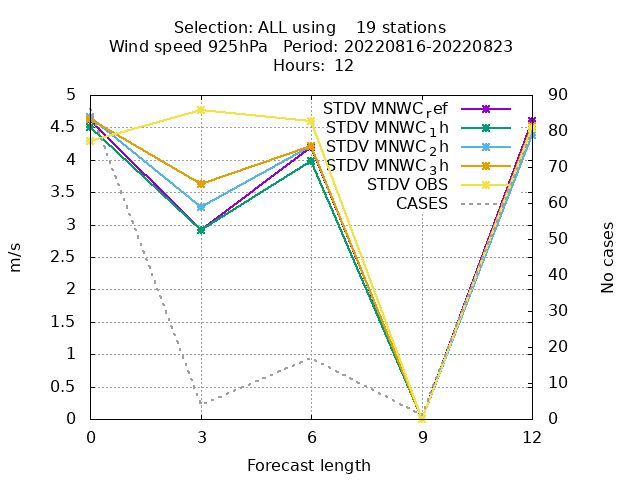 Selection: ALL using    19 stations
Wind speed 925hPa   Period: 20220816-20220823
Hours:  12
STDV MNWC_ref
STDV MNWC_1h
STDV MNWC_2h
STDV MNWC_3h
STDV OBS
CASES
5
4.5
4
3.5
3
2.5
2
1.5
1
0.5
0
90
80
70
60
50
40
30
20
10
0
m/s
No cases
0 3 6 9 12
Forecast length